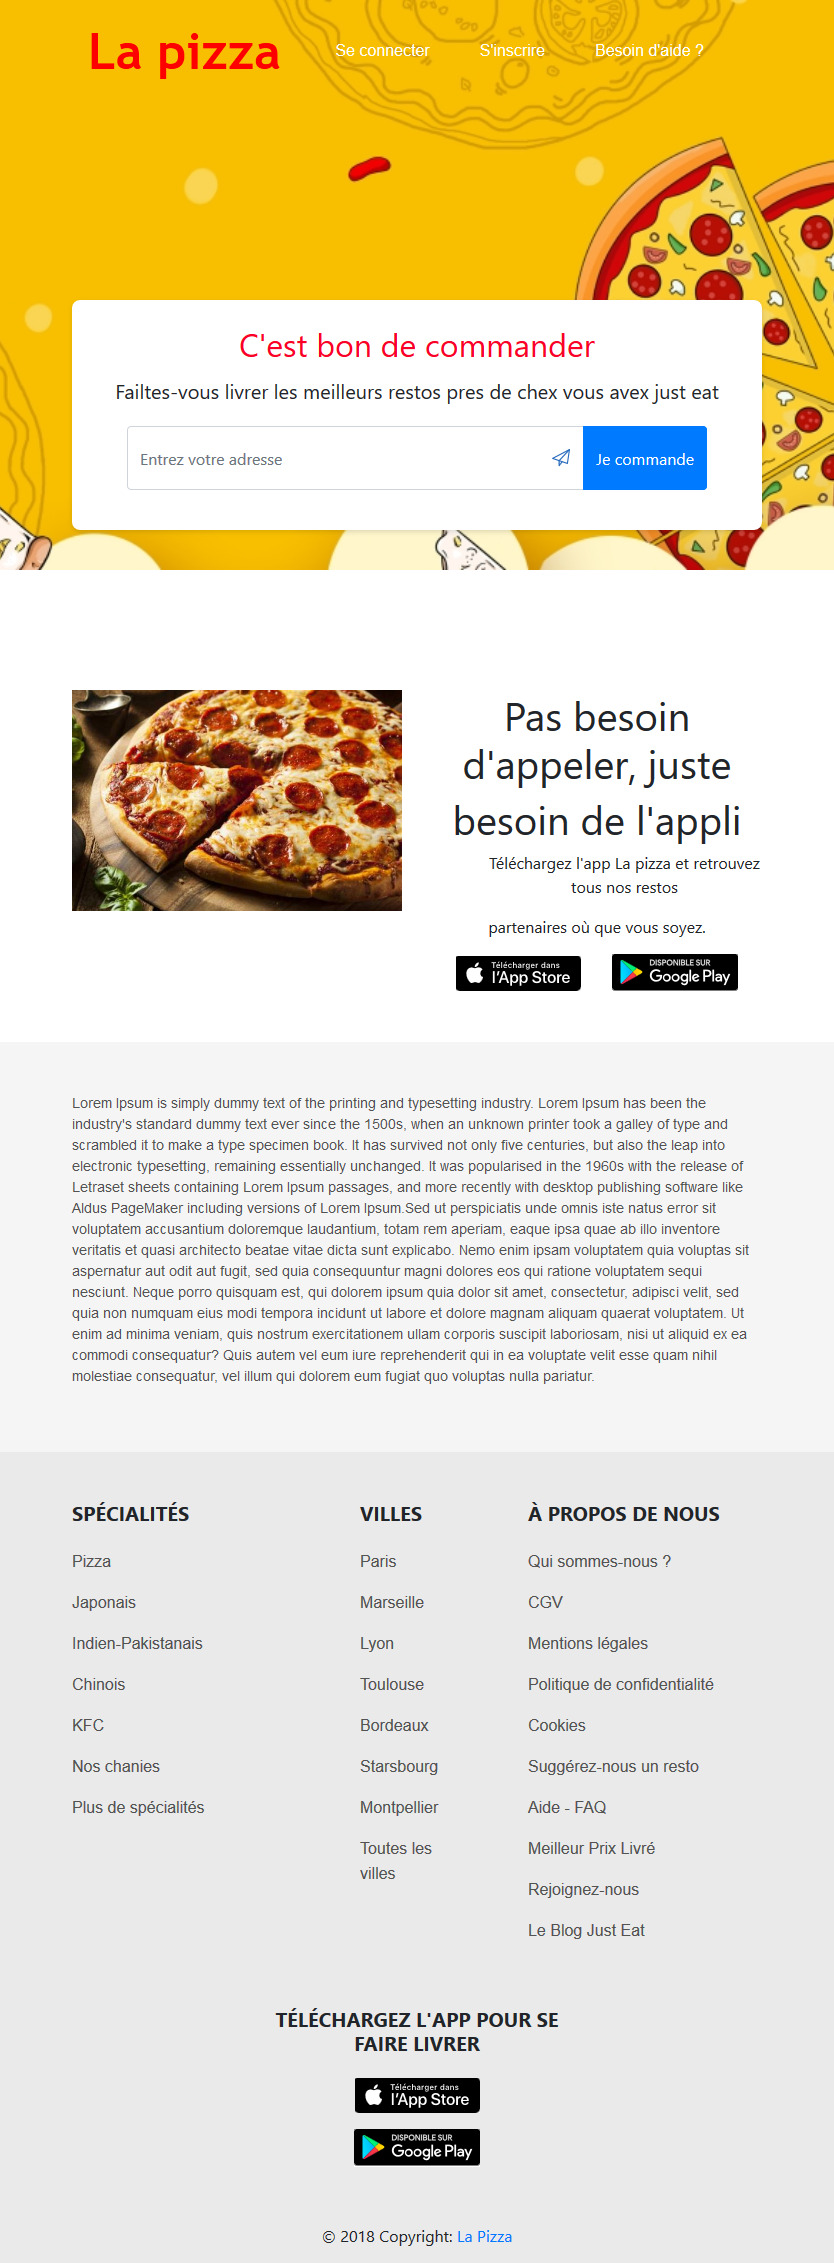 La pizza
Se connecter
S'inscrire
Besoin d'aide ?
C'est bon de commander
Failtes-vous livrer les meilleurs restos pres de chex vous avex just eat
Entrez votre adresse
Je commande
Pas besoin
d'appeler, juste
besoin de l'appli
Téléchargez l'app La pizza et retrouvez
tous nos restos
partenaires où que vous soyez.
Télécharger dans
l'App Store
DISPONIBLE SUR
Google Play
Lorem Ipsum is simply dummy text of the printing and typesetting industry. Lorem Ipsum has been the
industry's standard dummy text ever since the 1500s, when an unknown printer took a galley of type and
scrambled it to make a type specimen book. It has survived not only five centuries, but also the leap into
electronic typesetting, remaining essentially unchanged. It was popularised in the 1960s with the release of
Letraset sheets containing Lorem Ipsum passages, and more recently with desktop publishing software like
Aldus PageMaker including versions of Lorem Ipsum.Sed ut perspiciatis unde omnis iste natus error sit
voluptatem accusantium doloremque laudantium, totam rem aperiam, eaque ipsa quae ab illo inventore
veritatis et quasi architecto beatae vitae dicta sunt explicabo. Nemo enim ipsam voluptatem quia voluptas sit
aspernatur aut odit aut fugit, sed quia consequuntur magni dolores eos qui ratione voluptatem sequi
nesciunt. Neque porro quisquam est, qui dolorem ipsum quia dolor sit amet, consectetur, adipisci velit, sed
quia non numquam eius modi tempora incidunt ut labore et dolore magnam aliquam quaerat voluptatem. Ut
enim ad minima veniam, quis nostrum exercitationem ullam corporis suscipit laboriosam, nisi ut aliquid ex ea
commodi consequatur? Quis autem vel eum iure reprehenderit qui in ea voluptate velit esse quam nihil
molestiae consequatur, vel illum qui dolorem eum fugiat quo voluptas nulla pariatur.
SPÉCIALITÉS
Pizza
Japonais
Indien-Pakistanais
Chinois
KFC
Nos chanies
Plus de spécialités
VILLES
Paris
Marseille
Lyon
Toulouse
Bordeaux
Starsbourg
Montpellier
Toutes les
villes
À PROPOS DE NOUS
Qui sommes-nous ?
CGV
Mentions légales
Politique de confidentialité
Cookies
Suggérez-nous un resto
Aide - FAQ
Meilleur Prix Livré
Rejoignez-nous
Le Blog Just Eat
TÉLÉCHARGEZ L'APP POUR SE
FAIRE LIVRER
Télécharger dans
l'App Store
DISPONIBLE SUR
Google Play
© 2018 Copyright: La Pizza